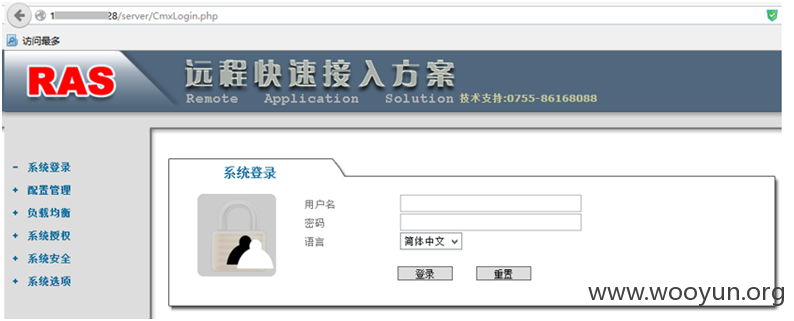 1 28/server/CmxLogin.php
访问最多
RAS
远程快速接入方案
Remote Application Solution 技术支持:0755-86168088
- 系统登录
+ 配置管理
+ 负载均衡
+ 系统授权
+ 系统安全
+ 系统选项
系统登录
用户名
密码
语言 简体中文
登录 重置
www.wooyun.org